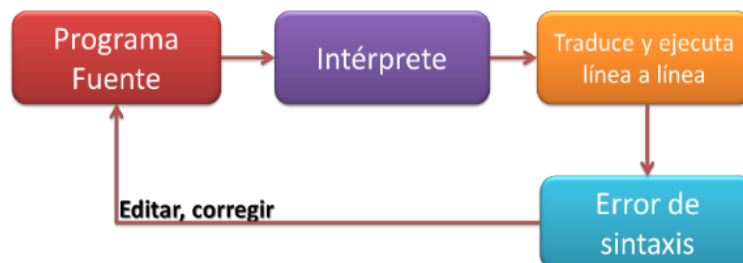 Programa
Fuente
Intérprete
Traduce y ejecuta
línea a línea
Error de
sintaxis
Editar, corregir